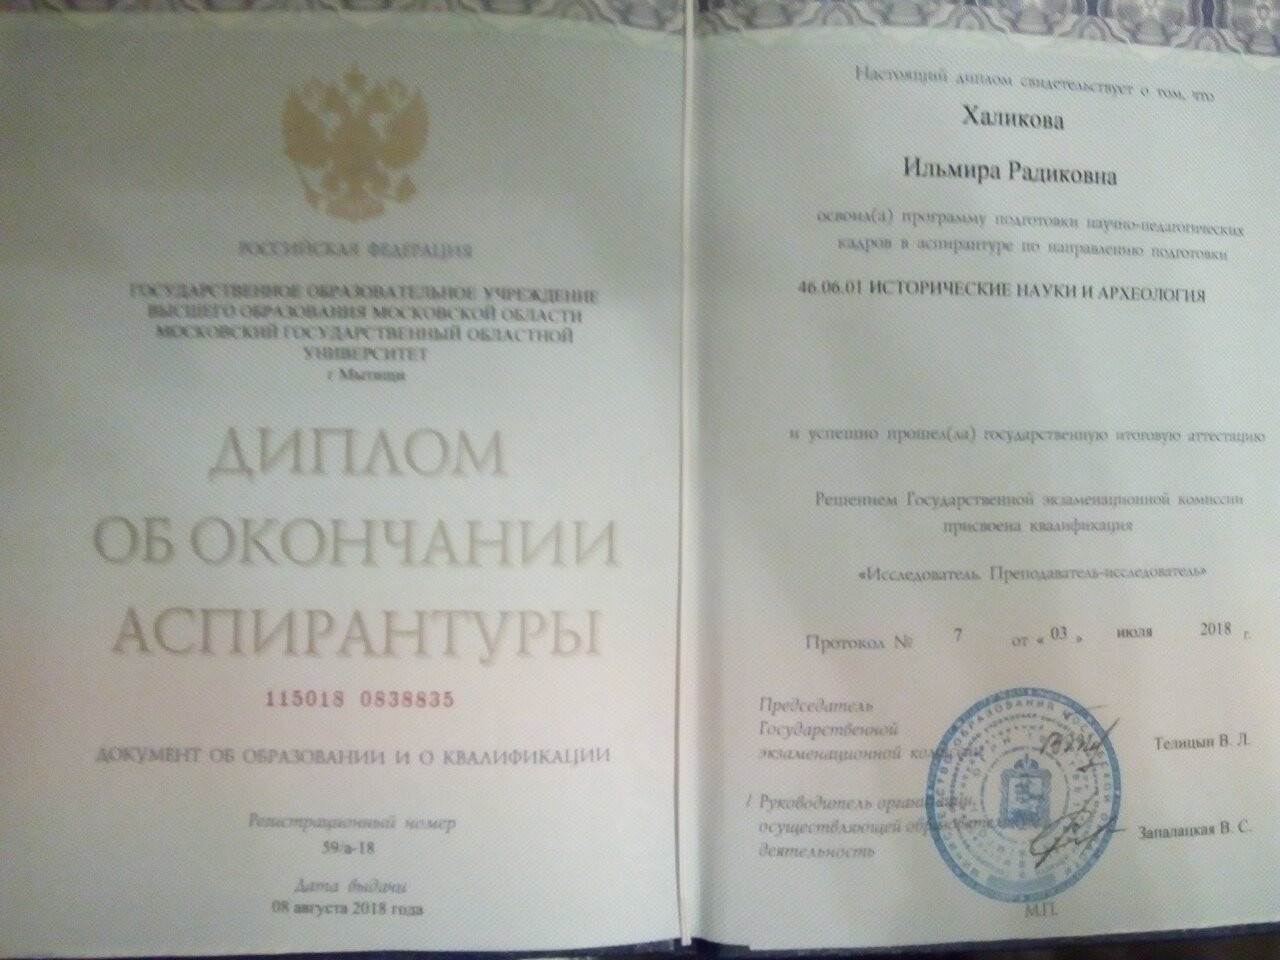 РОССИЙСКАЯ ФЕДЕРАЦИЯ
ГОСУДАРСТВЕННОЕ ОБРАЗОВАТЕЛЬНОЕ УЧРЕЖДЕНИЕ
ВЫСШЕГО ОБРАЗОВАНИЯ МОСКОВСКОЙ ОБЛАСТИ
МОСКОВСКИЙ ГОСУДАРСТВЕННЫЙ ОБЛАСТНОЙ
УНИВЕРСИТЕТ
г Мытищи
ДИПЛОМ
ОБ ОКОНЧАНИИ
АСПИРАНТУРЫ
115018 0838835
ДОКУМЕНТ ОБ ОБРАЗОВАНИИ И О КВАЛИФИКАЦИИ
Регистрационный номер
59/а-18
Дата выдачи
08 августа 2018 года
Настоящий диплом свидетельствует о том, что
Халикова
Ильмира Радиковна
освоил(а) программу подготовки научно-педагогических
кадров в аспирантуре по направлению подготовки
46.06.01 ИСТОРИЧЕСКИЕ НАУКИ И АРХЕОЛОГИЯ
и успешно прошел(ла) государственную итоговую аттестацию
Решением Государственной экзаменационной комиссии
присвоена квалификация
«Исследователь. Преподаватель-исследователь»
Протокол № 7 от « 03 » июля 2018 г.
Председатель
Государственной
экзаменационной
Телицын В. Л.
/ Руководитель организации,
осуществляющей
деятельность
Запалацкая В. С.
М.П.